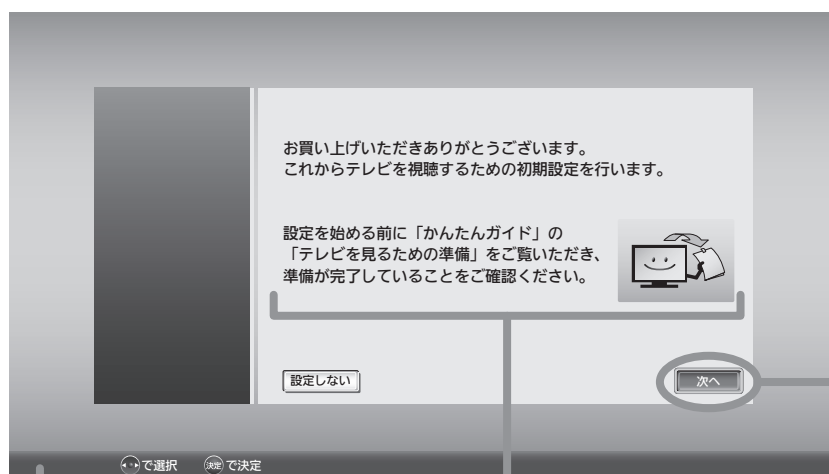 お買い上げいただきありがとうございます。
これからテレビを視聴するための初期設定を行います。
設定を始める前に「かんたんガイド」の
「テレビを見るための準備」をご覧いただき、
準備が完了していることをご確認ください。
設定しない
次へ
で選択 決定 で決定